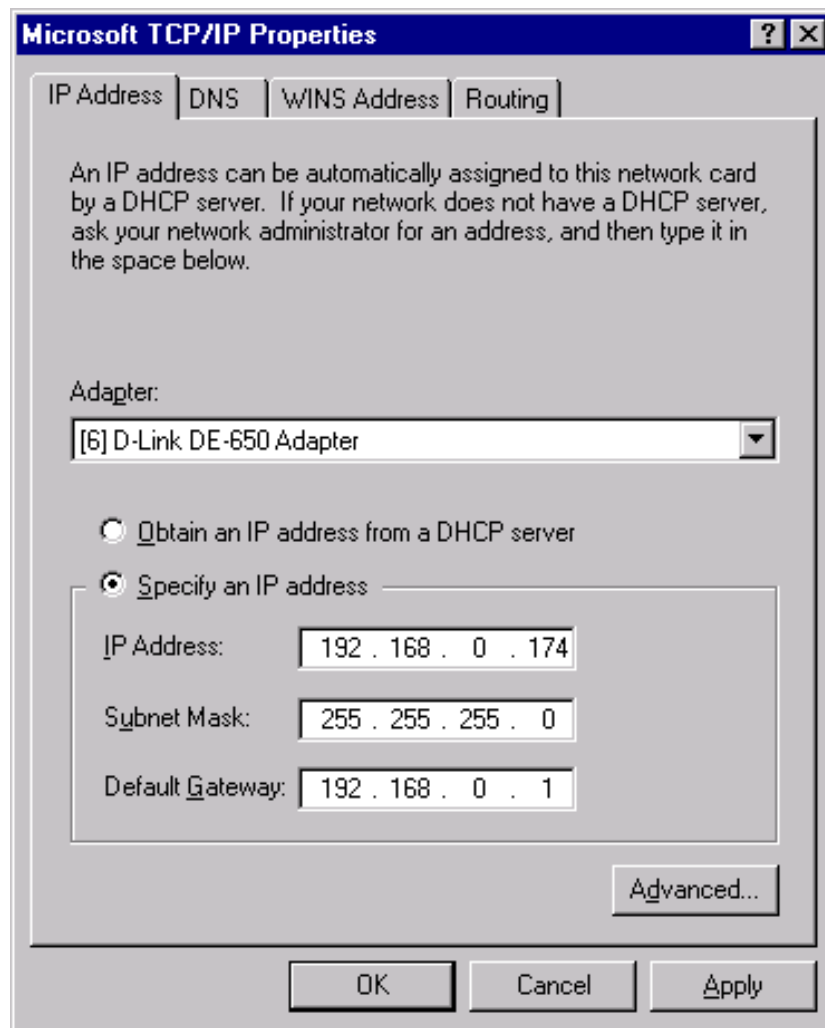 Microsoft TCP/IP Properties
IP Address DNS WINS Address Routing
An IP address can be automatically assigned to this network card
by a DHCP server.  If your network does not have a DHCP server,
ask your network administrator for an address, and then type it in
the space below.
Adapter:
[6] D-Link DE-650 Adapter
Obtain an IP address from a DHCP server
Specify an IP address
IP Address: 192 . 168 . 0 . 174
Subnet Mask: 255 . 255 . 255 . 0
Default Gateway: 192 . 168 . 0 . 1
Advanced...
OK Cancel Apply